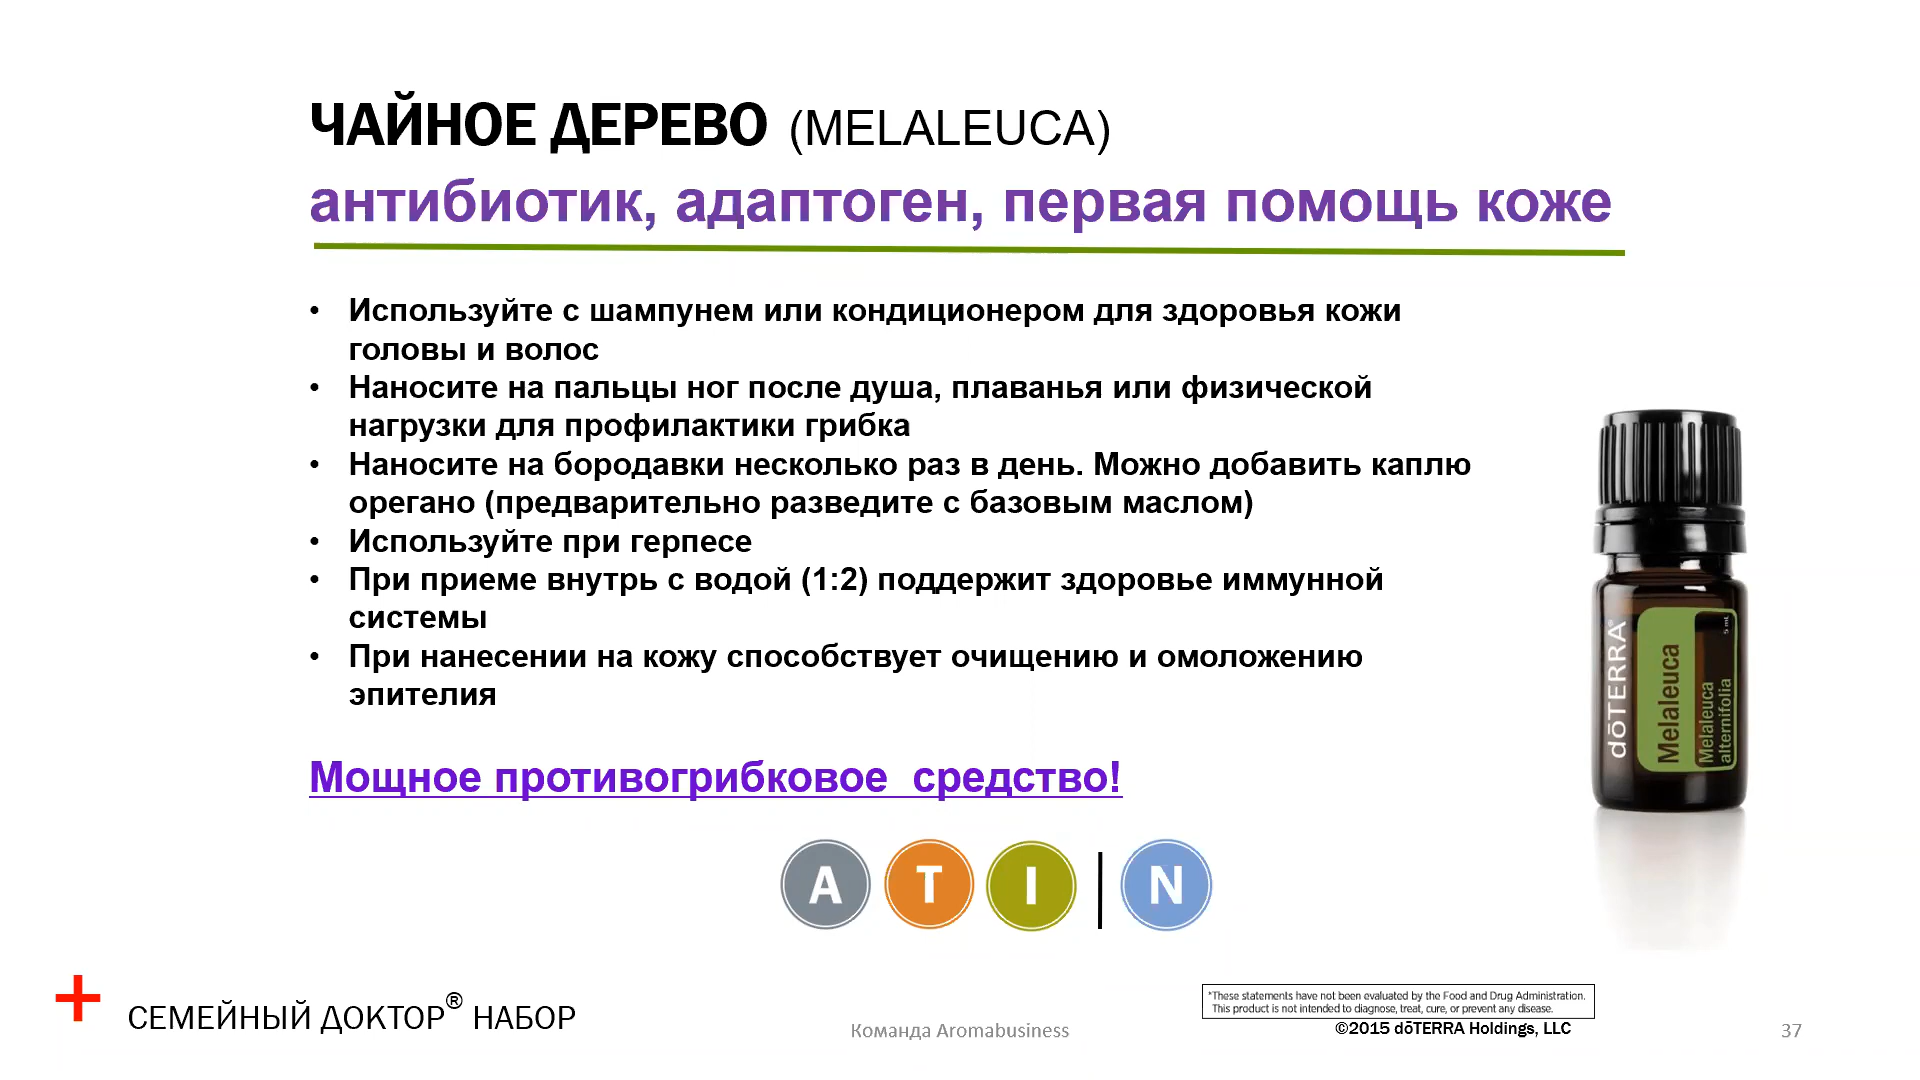 ЧАЙНОЕ ДЕРЕВО (MELALEUCA)
антибиотик, адаптоген, первая помощь коже
• Используйте с шампунем или кондиционером для здоровья кожи
головы и волос
• Наносите на пальцы ног после душа, плаванья или физической
нагрузки для профилактики грибка
• Наносите на бородавки несколько раз в день. Можно добавить каплю
орегано (предварительно разведите с базовым маслом)
• Используйте при герпесе
• При приеме внутрь с водой (1:2) поддержит здоровье иммунной
системы
• При нанесении на кожу способствует очищению и омоложению
эпителия
Мощное противогрибковое средство!
dōTERRA®
Melaleuca
Melaleuca
alternifolia
5 mL
A T I | N
СЕМЕЙНЫЙ ДОКТОР® НАБОР
Команда Aromabusiness
*These statements have not been evaluated by the Food and Drug Administration.
This product is not intended to diagnose, treat, cure, or prevent any disease.
©2015 dōTERRA Holdings, LLC
37